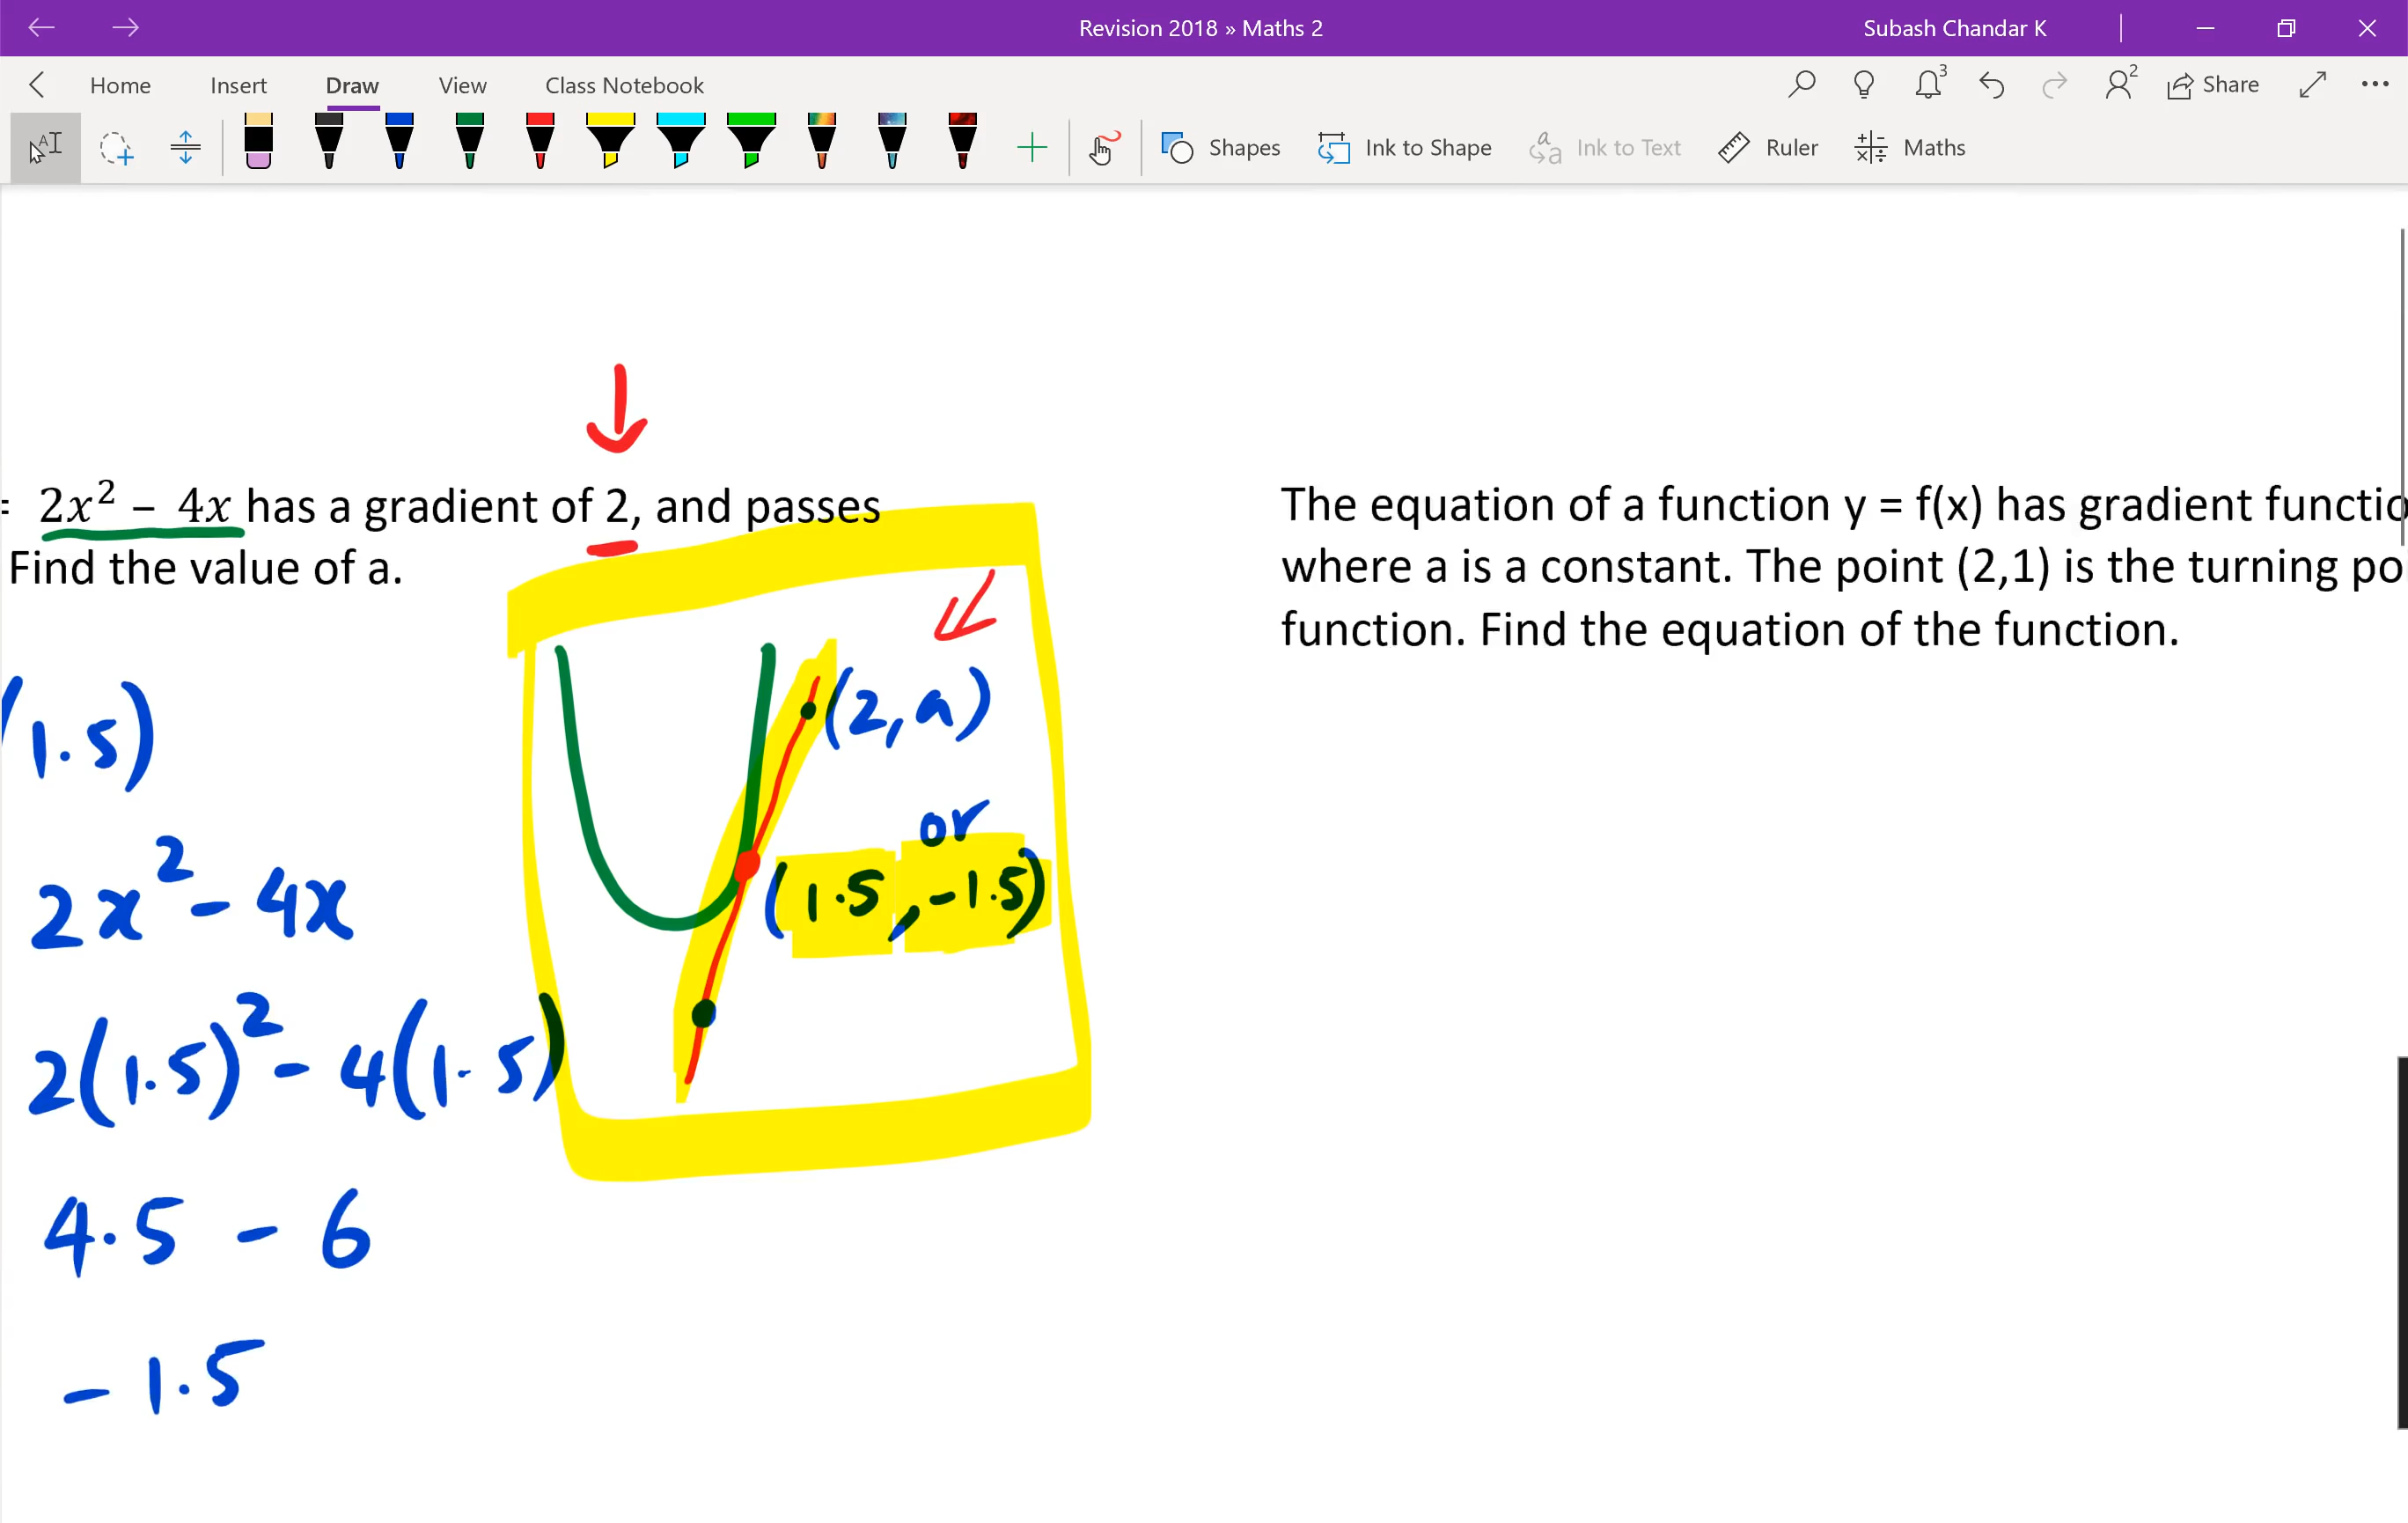 Revision 2018 » Maths 2
Subash Chandar K
Home Insert Draw View Class Notebook
3
2
Share
Shapes Ink to Shape Ink to Text Ruler Maths
= 2x² − 4x has a gradient of 2, and passes
Find the value of a.
(1.5)
2x² - 4x
2(1.5)² - 4(1.5)
4.5 - 6
- 1.5
(2, a)
or
(1.5, -1.5)
The equation of a function y = f(x) has gradient functio
where a is a constant. The point (2,1) is the turning po
function. Find the equation of the function.